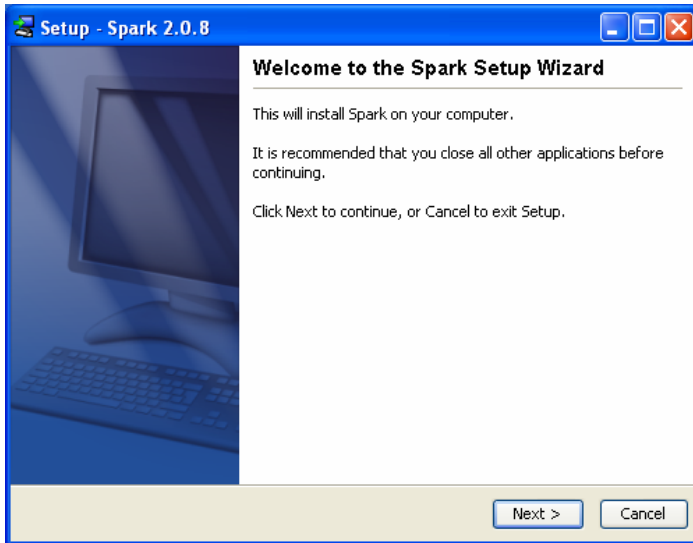 Setup - Spark 2.0.8
Welcome to the Spark Setup Wizard
This will install Spark on your computer.
It is recommended that you close all other applications before
continuing.
Click Next to continue, or Cancel to exit Setup.
Next >
Cancel